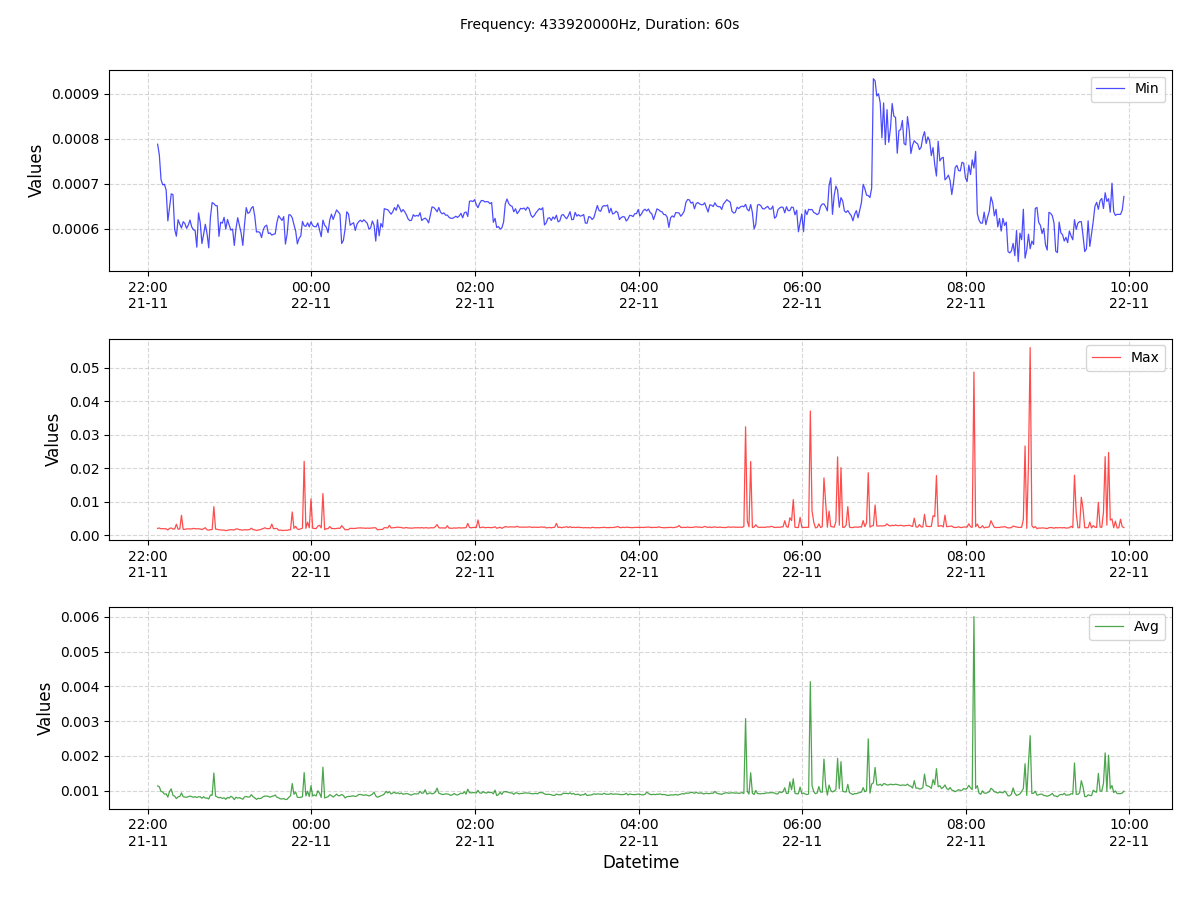 Frequency: 433920000Hz, Duration: 60s
Values
0.0009
0.0008
0.0007
0.0006
Min
22:00 00:00 02:00 04:00 06:00 08:00 10:00
21-11 22-11 22-11 22-11 22-11 22-11 22-11
Values
0.05
0.04
0.03
0.02
0.01
0.00
Max
22:00 00:00 02:00 04:00 06:00 08:00 10:00
21-11 22-11 22-11 22-11 22-11 22-11 22-11
Values
0.006
0.005
0.004
0.003
0.002
0.001
Avg
22:00 00:00 02:00 04:00 06:00 08:00 10:00
21-11 22-11 22-11 22-11 22-11 22-11 22-11
Datetime